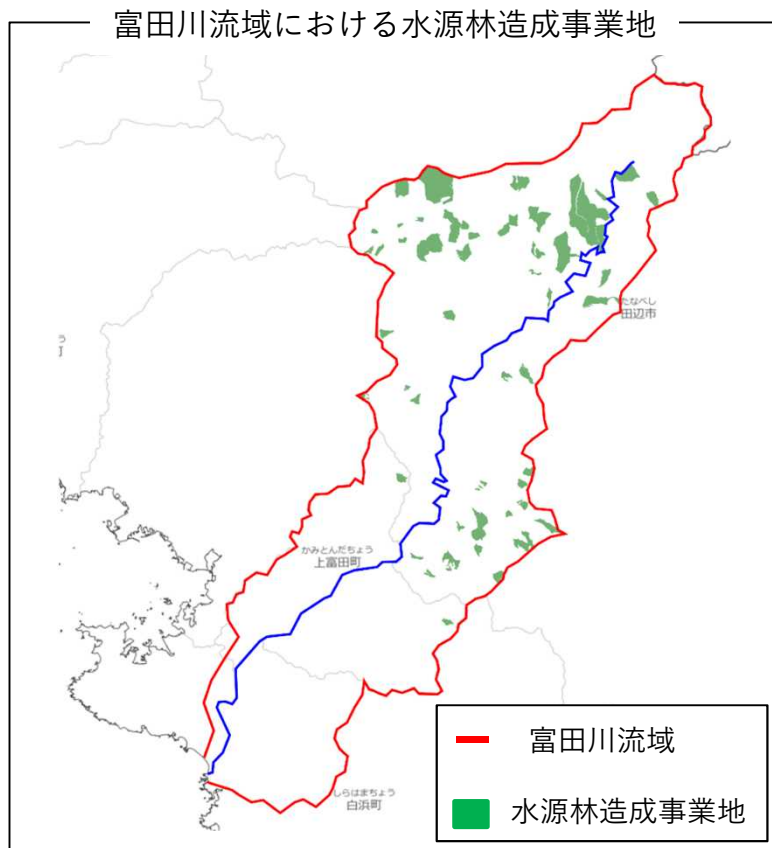 富田川流域における水源林造成事業地
たなべし
田辺市
う
町
かみとんだちょう
上富田町
しらはまちょう
白浜町
富田川流域
水源林造成事業地